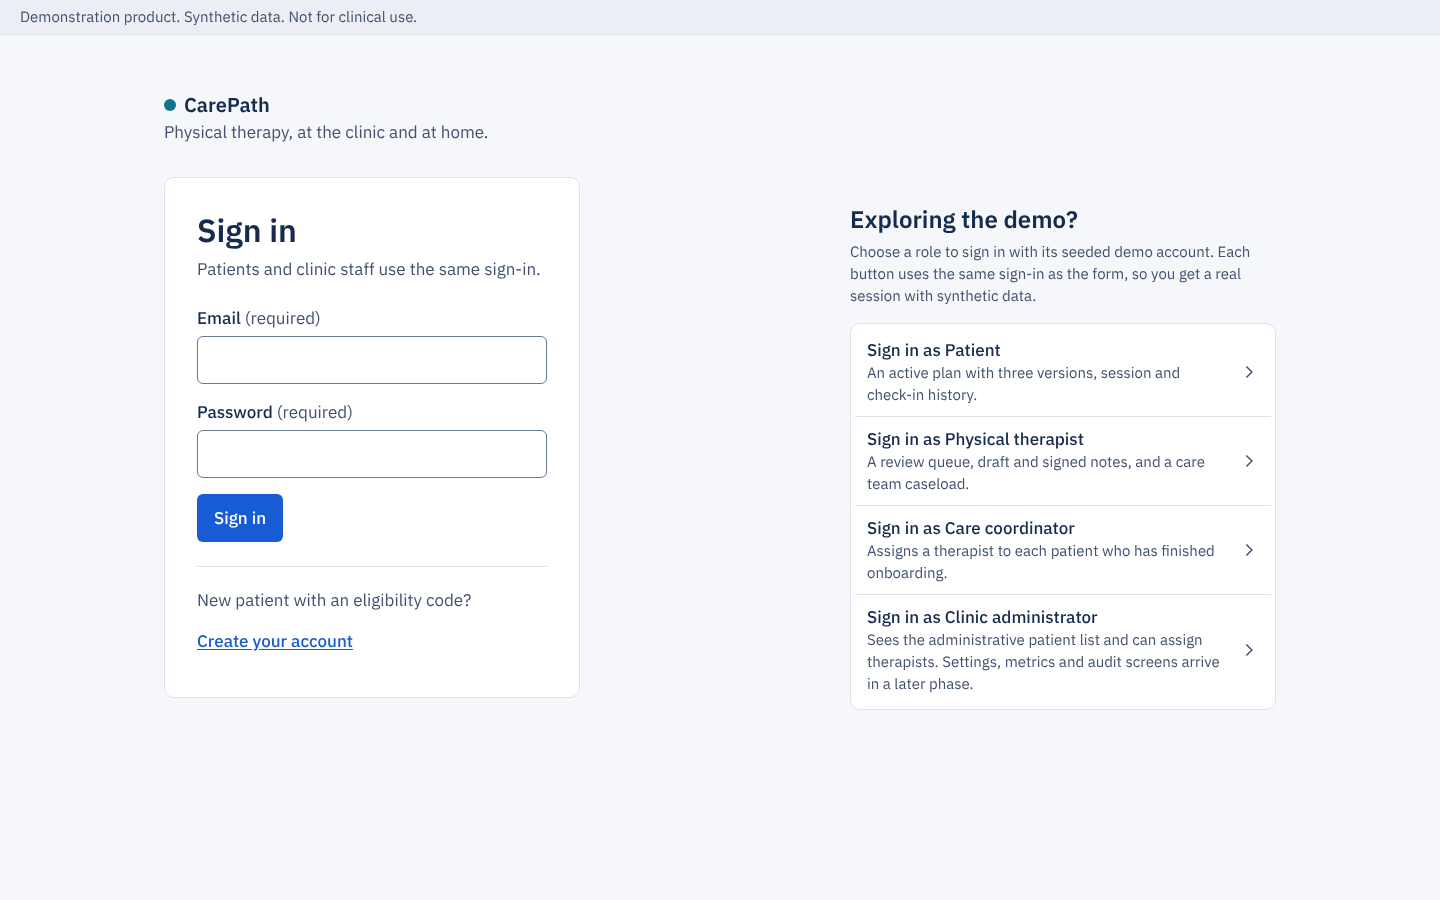 Demonstration product. Synthetic data. Not for clinical use.
CarePath
Physical therapy, at the clinic and at home.
Sign in
Patients and clinic staff use the same sign-in.
Email (required)
Password (required)
Sign in
New patient with an eligibility code?
Create your account
Exploring the demo?
Choose a role to sign in with its seeded demo account. Each
button uses the same sign-in as the form, so you get a real
session with synthetic data.
Sign in as Patient
An active plan with three versions, session and
check-in history.
Sign in as Physical therapist
A review queue, draft and signed notes, and a care
team caseload.
Sign in as Care coordinator
Assigns a therapist to each patient who has finished
onboarding.
Sign in as Clinic administrator
Sees the administrative patient list and can assign
therapists. Settings, metrics and audit screens arrive
in a later phase.